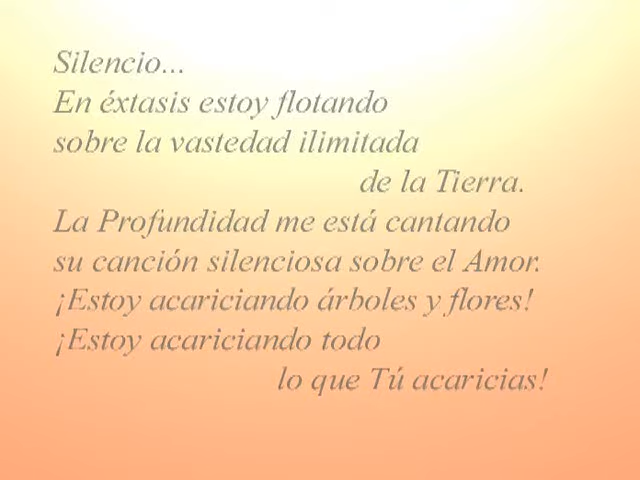 Silencio...
En éxtasis estoy flotando
sobre la vastedad ilimitada
de la Tierra.
La Profundidad me está cantando
su canción silenciosa sobre el Amor.
¡Estoy acariciando árboles y flores!
¡Estoy acariciando todo
lo que Tú acaricias!